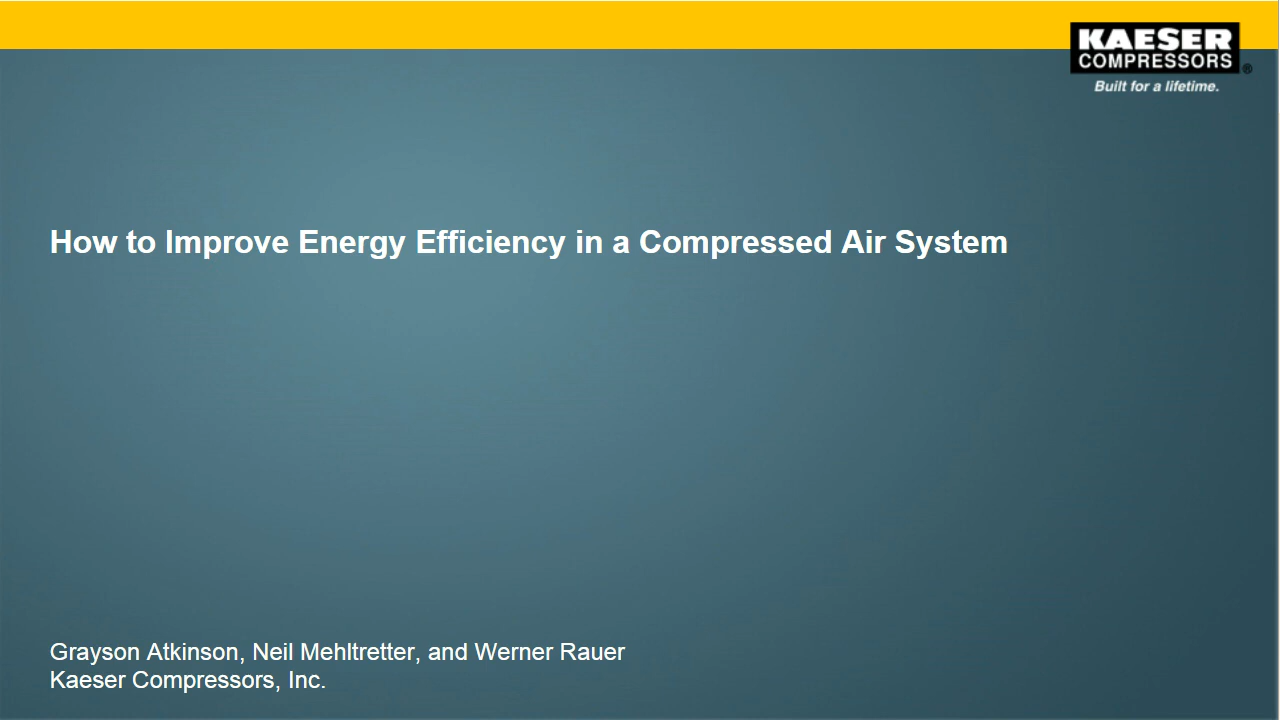 KAESER
COMPRESSORS ®
Built for a lifetime.
How to Improve Energy Efficiency in a Compressed Air System
Grayson Atkinson, Neil Mehltretter, and Werner Rauer
Kaeser Compressors, Inc.